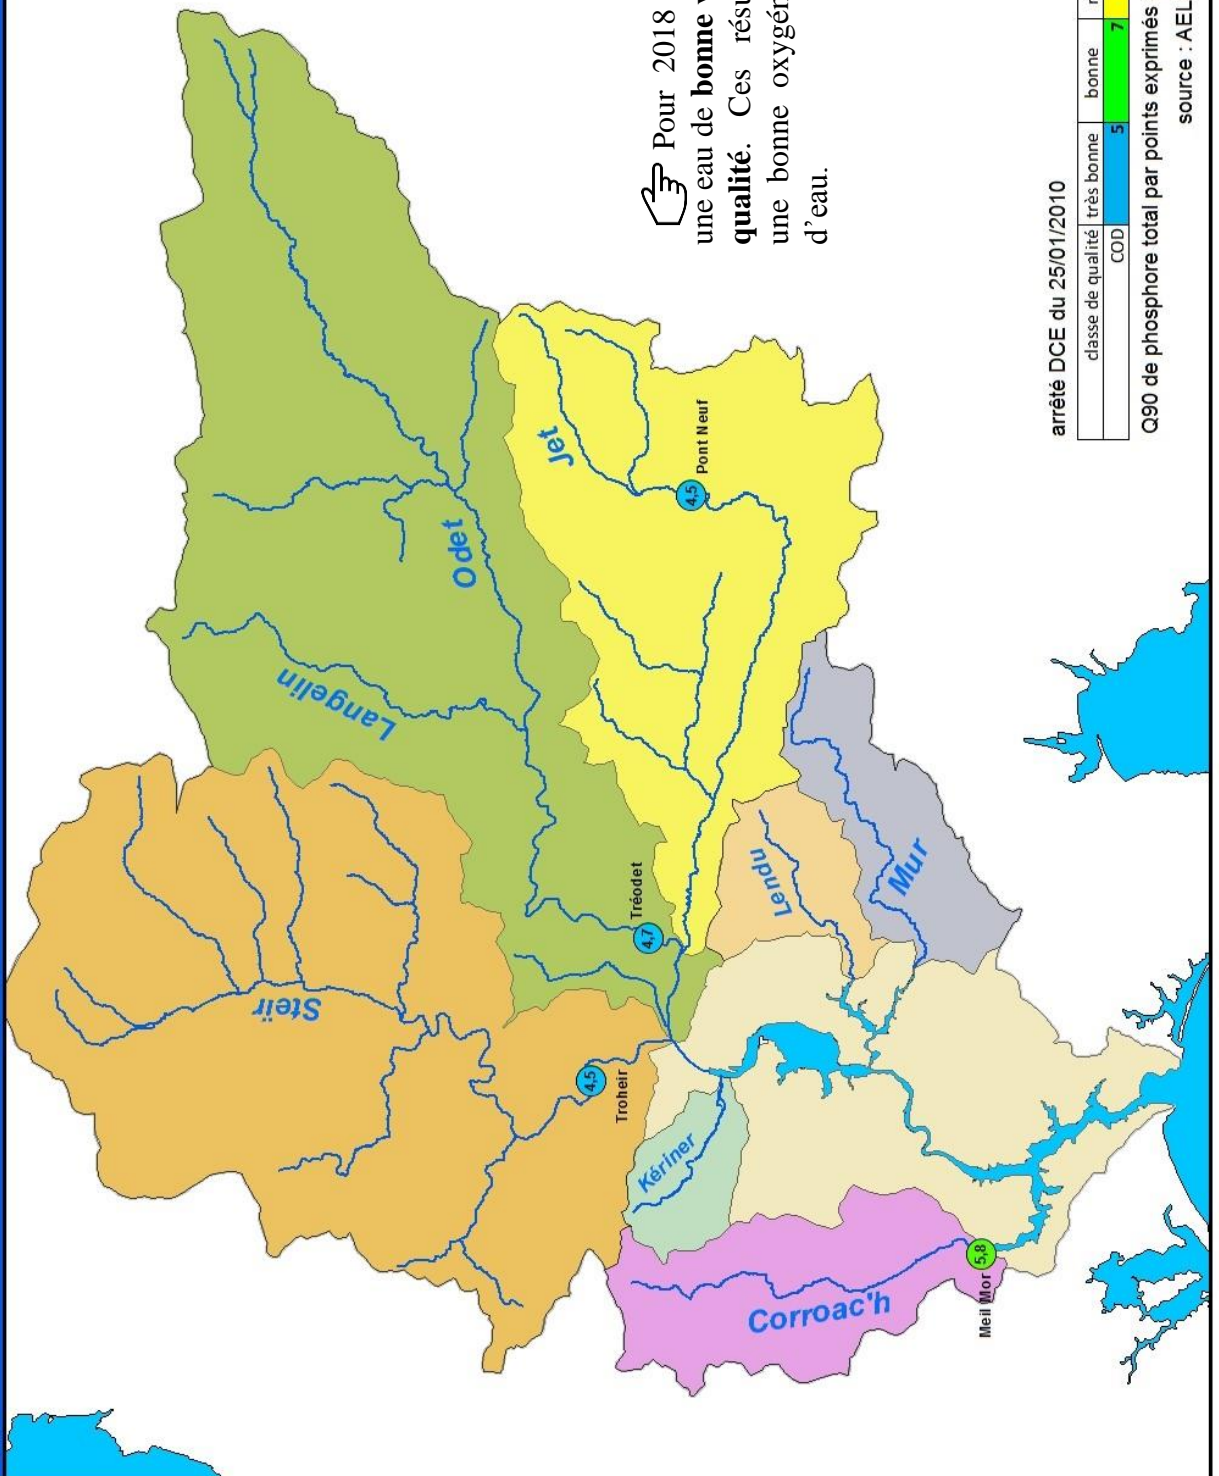 Steïr
Langelin
Odet
Jet
4,5
Pont Neuf
4,7
Tréodet
4,5
Troheir
Lendu
Mur
Kériner
Corroac'h
5,8
Meil Mor
Pour 2018
une eau de bonne
qualité. Ces
une bonne
d'eau.
arrêté DCE du 25/01/2010
classe de qualité très bonne bonne
COD 5 7
Q90 de phosphore total par points exprimés
source : AEL